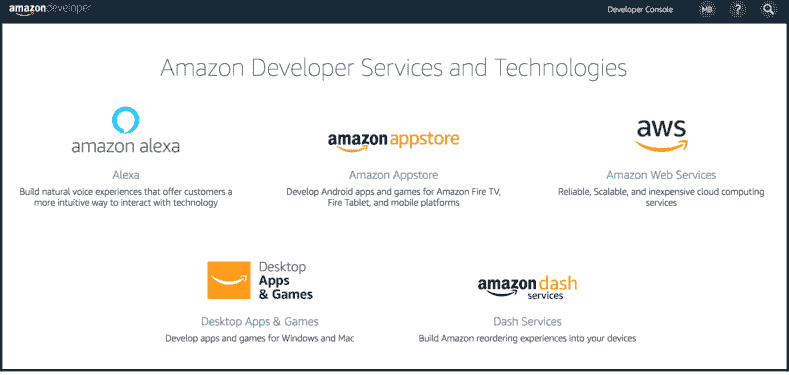 amazon developer
Developer Console
MB
?
Amazon Developer Services and Technologies
amazon alexa
Alexa
Build natural voice experiences that offer customers a
more intuitive way to interact with technology
amazon appstore
Amazon Appstore
Develop Android apps and games for Amazon Fire TV,
Fire Tablet, and mobile platforms
aws
Amazon Web Services
Reliable, Scalable, and inexpensive cloud computing
services
Desktop
Apps
& Games
Desktop Apps & Games
Develop apps and games for Windows and Mac
amazon dash
services
Dash Services
Build Amazon reordering experiences into your devices